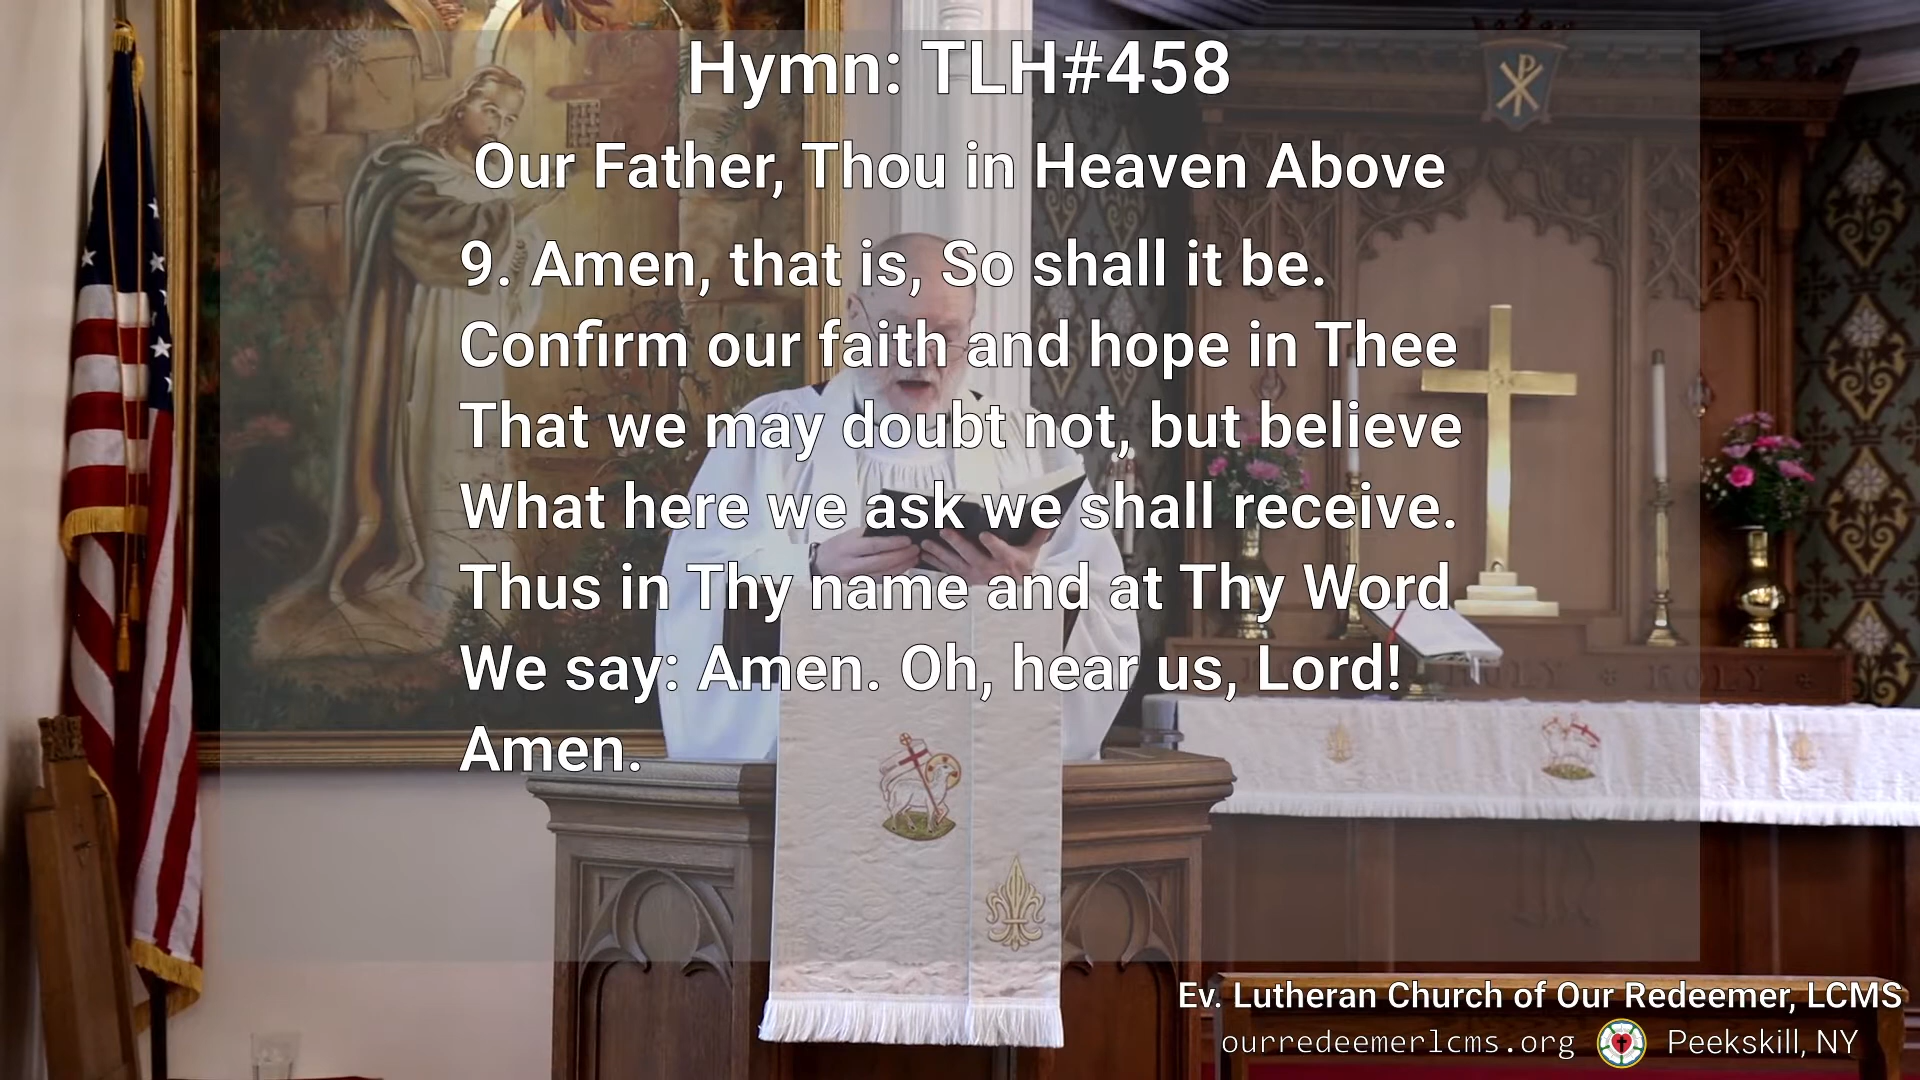 Hymn: TLH#458
Our Father, Thou in Heaven Above
9. Amen, that is, So shall it be.
Confirm our faith and hope in Thee
That we may doubt not, but believe
What here we ask we shall receive.
Thus in Thy name and at Thy Word
We say: Amen. Oh, hear us, Lord!
Amen.
HOLY HOLY
Ev. Lutheran Church of Our Redeemer, LCMS
ourredeemerlcms.org Peekskill, NY